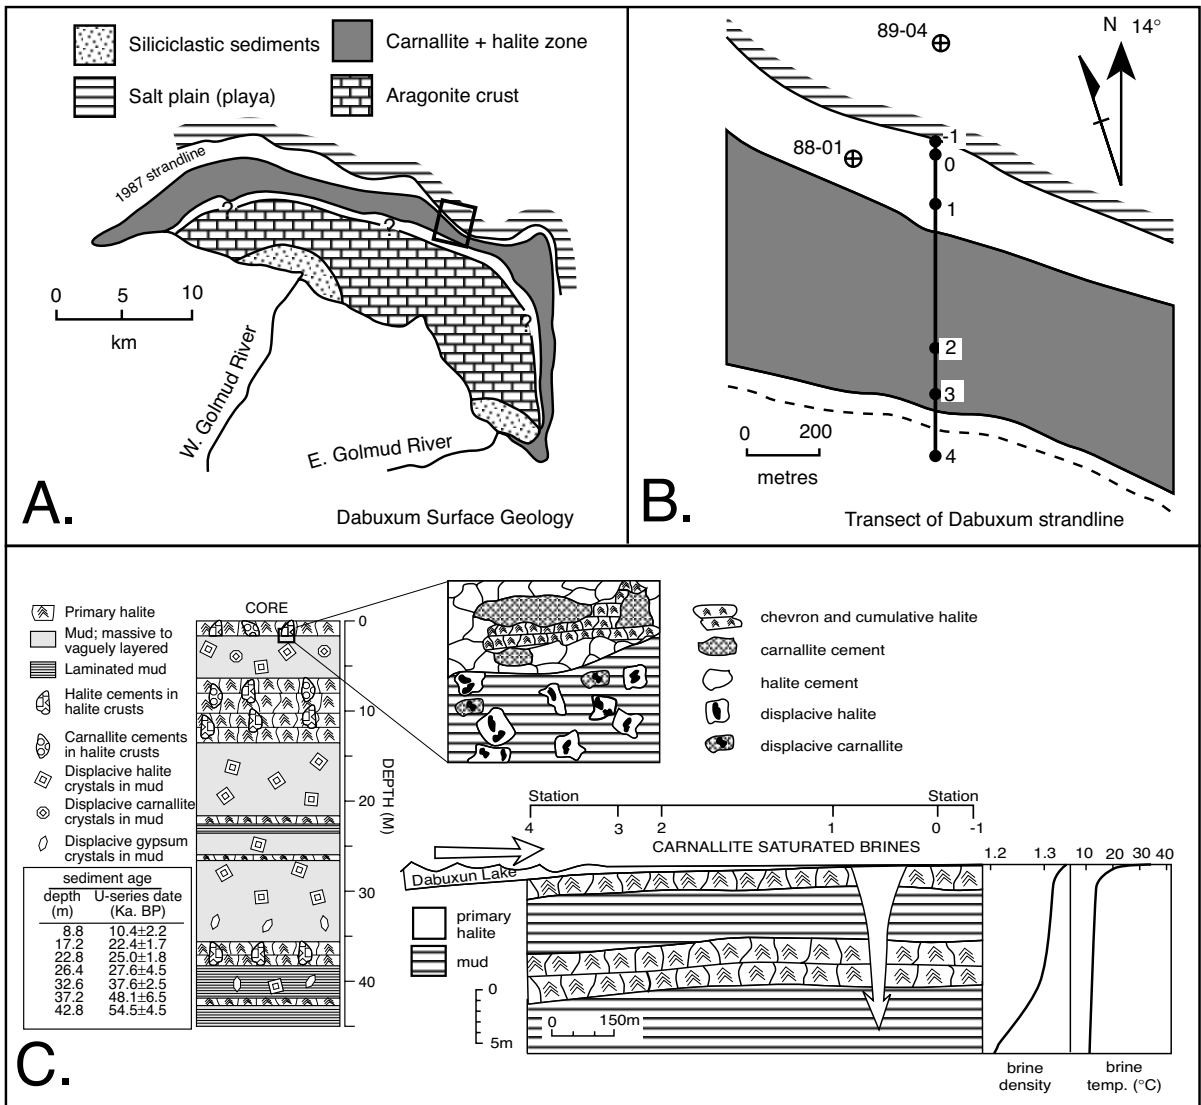 Siliciclastic sediments
Carnallite + halite zone
Salt plain (playa)
Aragonite crust
1987 strandline
?
?
?
0 5 10
km
W. Golmud River
E. Golmud River
A.
Dabuxum Surface Geology
89-04
N 14°
88-01
-1
0
1
2
3
4
0 200
metres
B.
Transect of Dabuxum strandline
Primary halite
Mud; massive to
vaguely layered
Laminated mud
Halite cements in
halite crusts
Carnallite cements
in halite crusts
Displacive halite
crystals in mud
Displacive carnallite
crystals in mud
Displacive gypsum
crystals in mud
sediment age
depth U-series date
(m) (Ka. BP)
8.8 10.4±2.2
17.2 22.4±1.7
22.8 25.0±1.8
26.4 27.6±4.5
32.6 37.6±2.5
37.2 48.1±6.5
42.8 54.5±4.5
C.
CORE
0
10
20
30
40
DEPTH (M)
chevron and cumulative halite
carnallite cement
halite cement
displacive halite
displacive carnallite
Station Station
4 3 2 1 0 -1
CARNALLITE SATURATED BRINES
Dabuxun Lake
primary
halite
mud
0
5m
0 150m
1.2 1.3 10 20 30 40
brine
density
brine
temp. (°C)